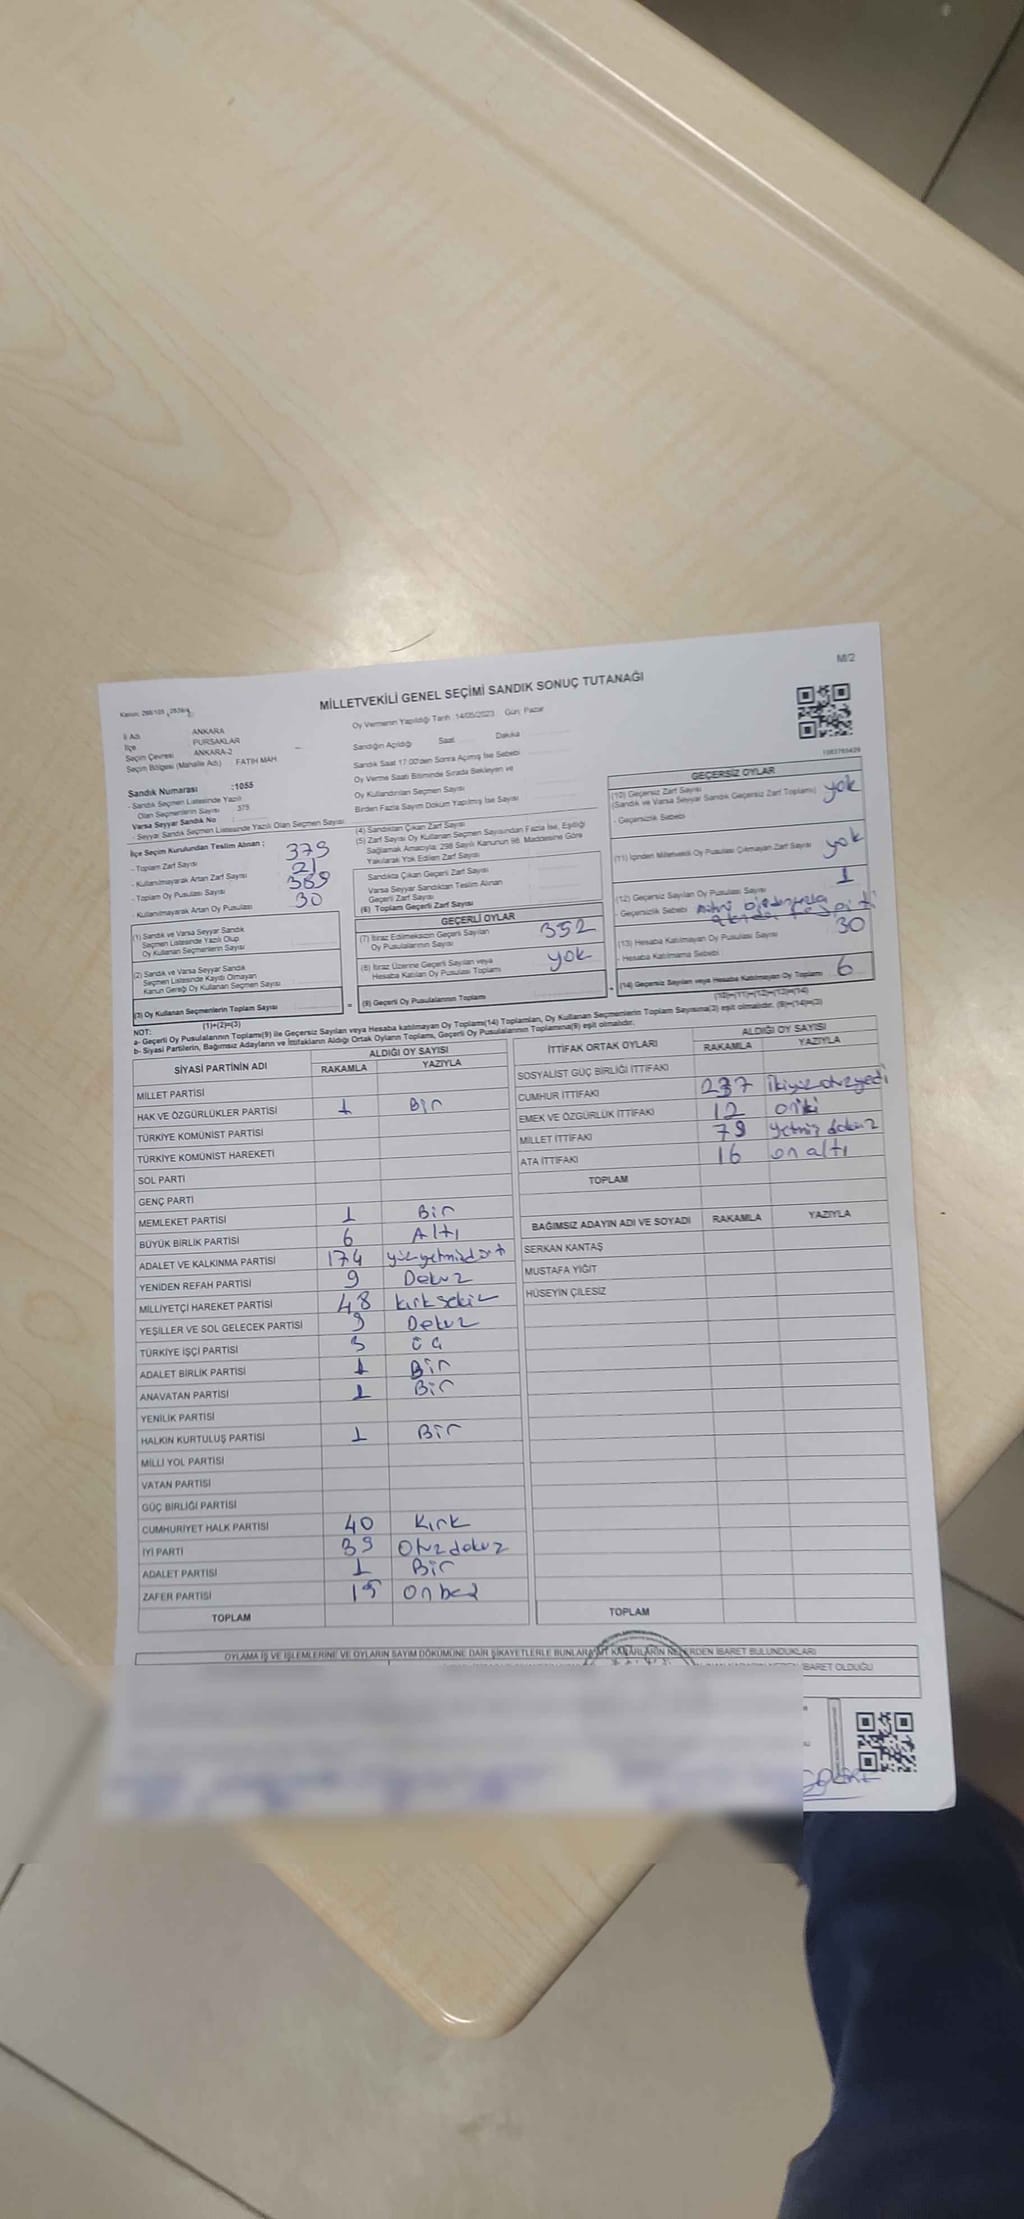 M/2
MİLLETVEKİLİ GENEL SEÇİMİ SANDIK SONUÇ TUTANAĞI
İl Adı ANKARA
İlçe PURSAKLAR
Seçim Çevresi ANKARA-2
Seçim Bölgesi (Mahalle Adı) FATIH MAH
Oy Vermenin Yapıldığı Tarih :14/05/2023 Gün: Pazar
Sandığın Açıldığı Saat Dakika
Sandık Saat 17.00'den Sonra Açımış İse Sebebi
Oy Verme Saati Bitiminde Sırada Bekleyen ve
Oy Kullandırılan Seçmen Sayısı
Birden Fazla Sayım Döküm Yapılmış İse Sayısı
Sandık Numarası :1055
- Sandık Seçmen Listesinde Yazılı
Olan Seçmenlerin Sayısı : 375
Varsa Seyyar Sandık No
- Seyyar Sandık Seçmen Listesinde Yazılı Olan Seçmen Sayısı
İlçe Seçim Kurulundan Teslim Alınan ;
- Toplam Zarf Sayısı 379
- Kullanılmayarak Artan Zarf Sayısı 21
- Toplam Oy Pusulası Sayısı 389
- Kullanılmayarak Artan Oy Pusulası 30
(1) Sandık ve Varsa Seyyar Sandık
Seçmen Listesinde Yazılı Olup
Oy Kullanan Seçmenlerin Sayısı
(2) Sandık ve Varsa Seyyar Sandık
Seçmen Listesinde Kaydı Olmayan
Kanun Gereği Oy Kullanan Seçmen Sayısı
(3) Oy Kullanan Seçmenlerin Toplam Sayısı
(1)+(2)=(3)
(4) Sandıktan Çıkan Zarf Sayısı
(5) Zarf Sayısı Oy Kullanan Seçmen Sayısından Fazla İse, Eşitliği
Sağlamak Amacıyla, 298 Sayılı Kanunun 98. Maddesine Göre
Yakılarak Yok Edilen Zarf Sayısı
Sandıkta Çıkan Geçerli Zarf Sayısı
Varsa Seyyar Sandıktan Teslim Alınan
Geçerli Zarf Sayısı
(6) Toplam Geçerli Zarf Sayısı
GEÇERLİ OYLAR
(7) İtiraz Edilmeksizin Geçerli Sayılan
Oy Pusulalarının Sayısı 352
(8) İtiraz Üzerine Geçerli Sayılan veya
Hesaba Katılan Oy Pusulası Toplamı yok
(9) Geçerli Oy Pusulalarının Toplamı
GEÇERSİZ OYLAR
(10) Geçersiz Zarf Sayısı
(Sandık ve Varsa Seyyar Sandık Geçersiz Zarf Toplamı) yok
- Geçersizlik Sebebi
(11) İçinden Milletvekili Oy Pusulası Çıkmayan Zarf Sayısı yok
(12) Geçersiz Sayılan Oy Pusulası Sayısı 1
- Geçersizlik Sebebi
(13) Hesaba Katılmayan Oy Pusulası Sayısı 30
- Hesaba Katılmama Sebebi
(14) Geçersiz Sayılan veya Hesaba Katılmayan Oy Toplamı 6
(10)+(11)+(12)+(13)=(14)
NOT:
a- Geçerli Oy Pusulalarının Toplamı(9) ile Geçersiz Sayılan veya Hesaba katılmayan Oy Toplamı(14) Toplamları, Oy Kullanan Seçmenlerin Toplam Sayısına(3) eşit olmalıdır. (9)+(14)=(3)
b- Siyasi Partilerin, Bağımsız Adayların ve İttifakların Aldığı Ortak Oyların Toplamı, Geçerli Oy Pusulalarının Toplamına(9) eşit olmalıdır.
SİYASİ PARTİNİN ADI ALDIĞI OY SAYISI
RAKAMLA YAZIYLA
MİLLET PARTİSİ
HAK VE ÖZGÜRLÜKLER PARTİSİ 1 Bir
TÜRKİYE KOMÜNİST PARTİSİ
TÜRKİYE KOMÜNİST HAREKETİ
SOL PARTİ
GENÇ PARTİ
MEMLEKET PARTİSİ 1 Bir
BÜYÜK BİRLİK PARTİSİ 6 Altı
ADALET VE KALKINMA PARTİSİ 174 yüzyetmişdört
YENİDEN REFAH PARTİSİ 9 Dokuz
MİLLİYETÇİ HAREKET PARTİSİ 48 kırksekiz
YEŞİLLER VE SOL GELECEK PARTİSİ 9 Dokuz
TÜRKİYE İŞÇİ PARTİSİ 3 üç
ADALET BİRLİK PARTİSİ 1 Bir
ANAVATAN PARTİSİ 1 Bir
YENİLİK PARTİSİ
HALKIN KURTULUŞ PARTİSİ 1 Bir
MİLLİ YOL PARTİSİ
VATAN PARTİSİ
GÜÇ BİRLİĞİ PARTİSİ
CUMHURİYET HALK PARTİSİ 40 Kırk
İYİ PARTİ 39 Otuzdokuz
ADALET PARTİSİ 1 Bir
ZAFER PARTİSİ 15 Onbeş
TOPLAM
İTTİFAK ORTAK OYLARI ALDIĞI OY SAYISI
RAKAMLA YAZIYLA
SOSYALİST GÜÇ BİRLİĞİ İTTİFAKI
CUMHUR İTTİFAKI 237 ikiyüzotuzyedi
EMEK VE ÖZGÜRLÜK İTTİFAKI 12 oniki
MİLLET İTTİFAKI 79 yetmiş dokuz
ATA İTTİFAKI 16 on altı
TOPLAM
BAĞIMSIZ ADAYIN ADI VE SOYADI RAKAMLA YAZIYLA
SERKAN KANTAŞ
MUSTAFA YİĞİT
HÜSEYİN ÇİLESİZ
TOPLAM
OYLAMA İŞ VE İŞLEMLERİNE VE OYLARIN SAYIM DÖKÜMÜNE DAİR ŞİKAYETLERLE BUNLARA AİT KARARLARIN NELERDEN İBARET BULUNDUKLARI
İBARET OLDUĞU